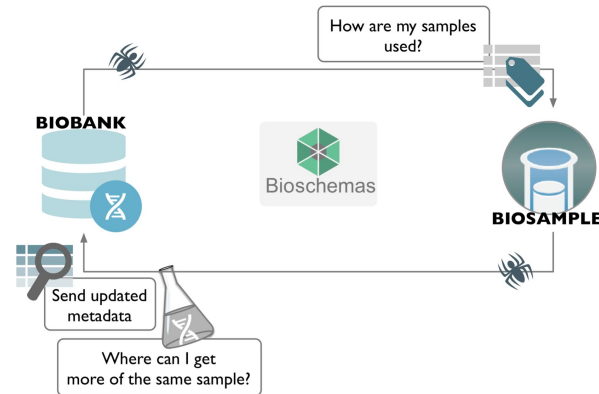 How are my samples
used?
BIOBANK
Bioschemas
BIOSAMPLE
Send updated
metadata
Where can I get
more of the same sample?